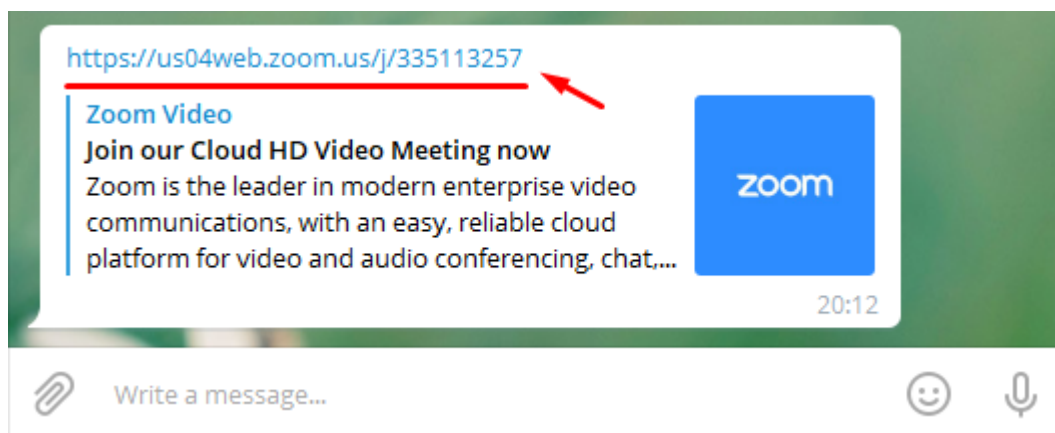 https://us04web.zoom.us/j/335113257
Zoom Video
Join our Cloud HD Video Meeting now
Zoom is the leader in modern enterprise video
communications, with an easy, reliable cloud
platform for video and audio conferencing, chat,...
zoom
20:12
Write a message...